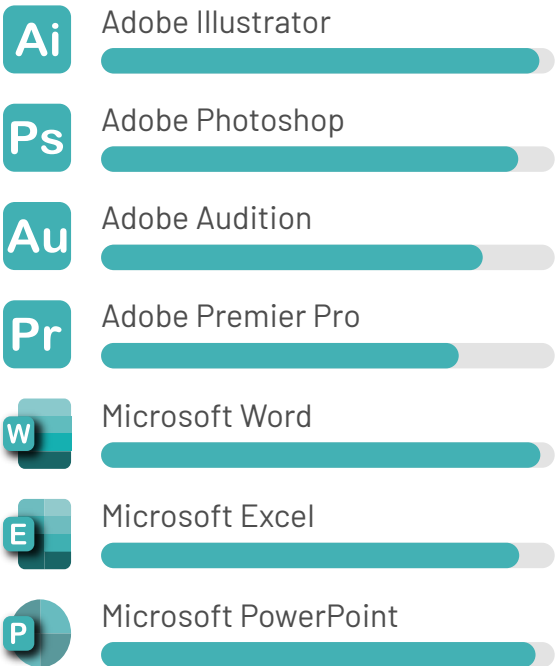 Ai
Adobe Illustrator
Ps
Adobe Photoshop
Au
Adobe Audition
Pr
Adobe Premier Pro
W
Microsoft Word
E
Microsoft Excel
P
Microsoft PowerPoint